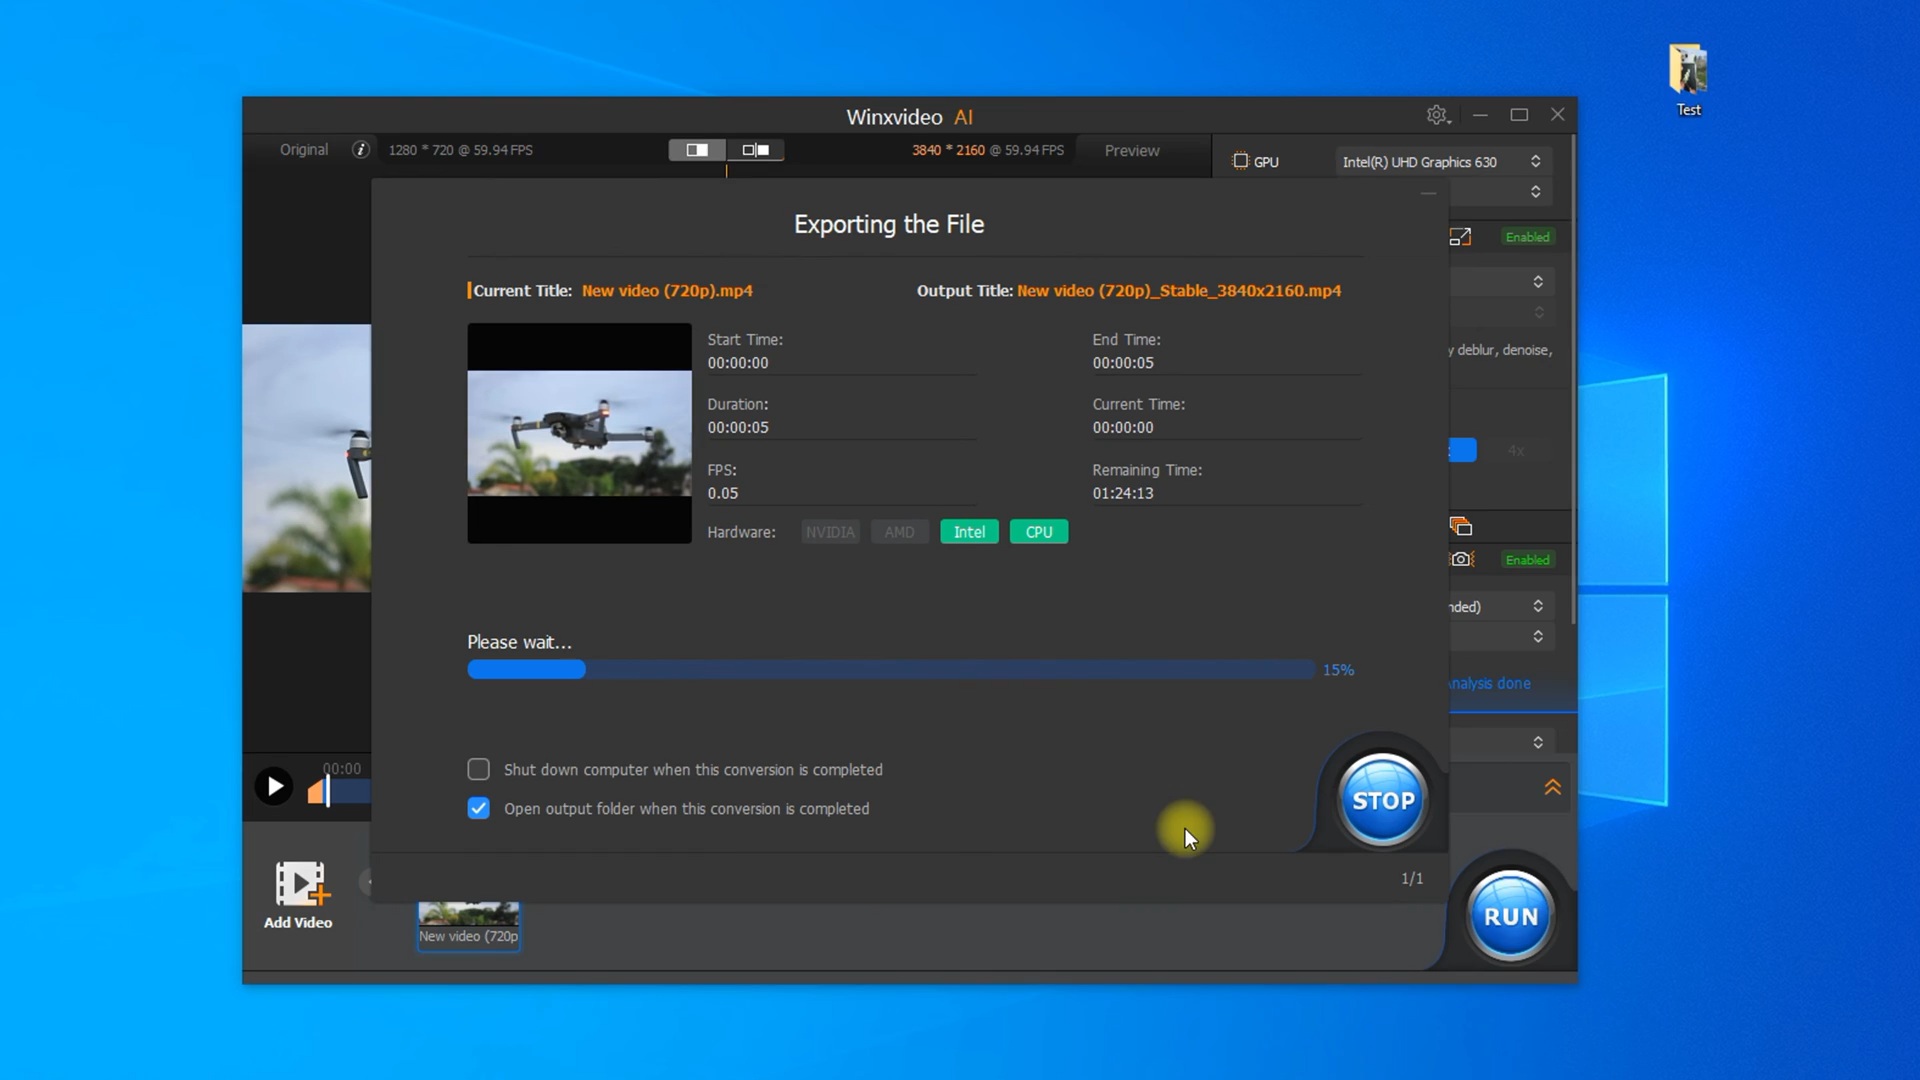 Test
Winxvideo AI
Original
1280 * 720 @ 59.94 FPS
3840 * 2160 @ 59.94 FPS
Preview
GPU
Intel(R) UHD Graphics 630
Exporting the File
Enabled
Current Title: New video (720p).mp4
Output Title: New video (720p)_Stable_3840x2160.mp4
Start Time:
00:00:00
End Time:
00:00:05
y deblur, denoise,
Duration:
00:00:05
Current Time:
00:00:00
4x
FPS:
0.05
Remaining Time:
01:24:13
Hardware: NVIDIA AMD Intel CPU
Enabled
nded)
Please wait...
15%
Analysis done
00:00
Shut down computer when this conversion is completed
Open output folder when this conversion is completed
STOP
1/1
RUN
Add Video
New video (720p